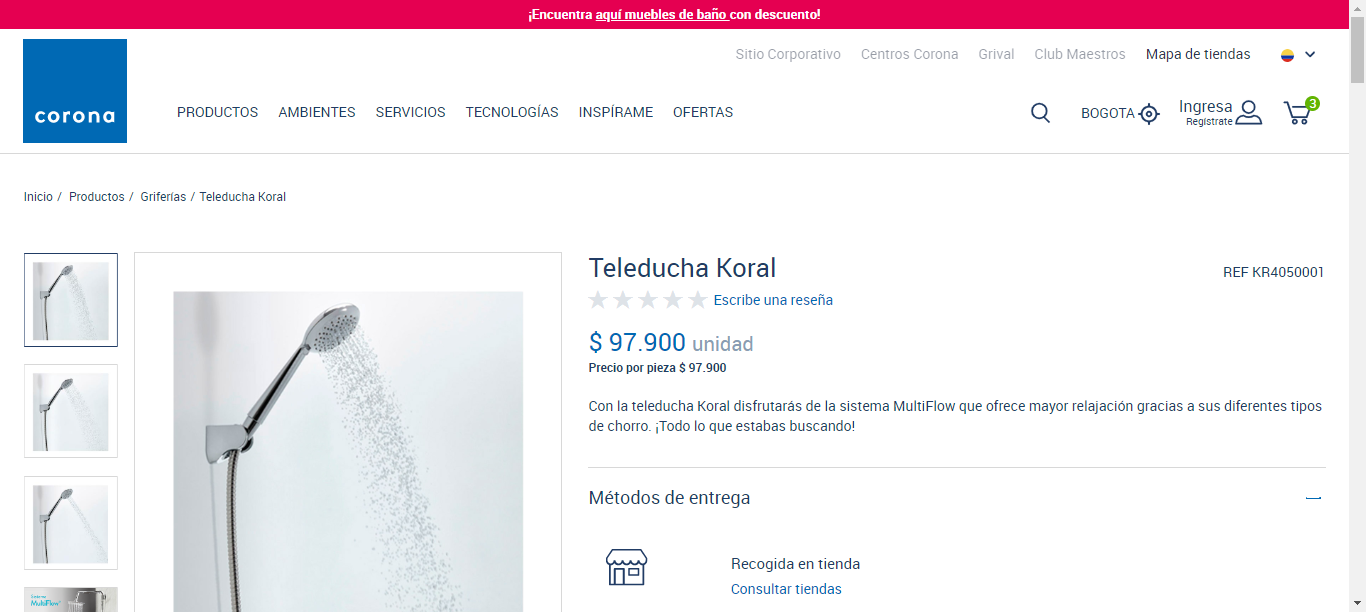 ¡Encuentra aquí muebles de baño con descuento!
Sitio Corporativo Centros Corona Grival Club Maestros Mapa de tiendas
corona
PRODUCTOS AMBIENTES SERVICIOS TECNOLOGÍAS INSPÍRAME OFERTAS
BOGOTA
Ingresa
Regístrate
3
Inicio / Productos / Griferías / Teleducha Koral
Teleducha Koral
REF KR4050001
Escribe una reseña
$ 97.900 unidad
Precio por pieza $ 97.900
Con la teleducha Koral disfrutarás de la sistema MultiFlow que ofrece mayor relajación gracias a sus diferentes tipos
de chorro. ¡Todo lo que estabas buscando!
Métodos de entrega
Recogida en tienda
Consultar tiendas
Sistema
MultiFlow